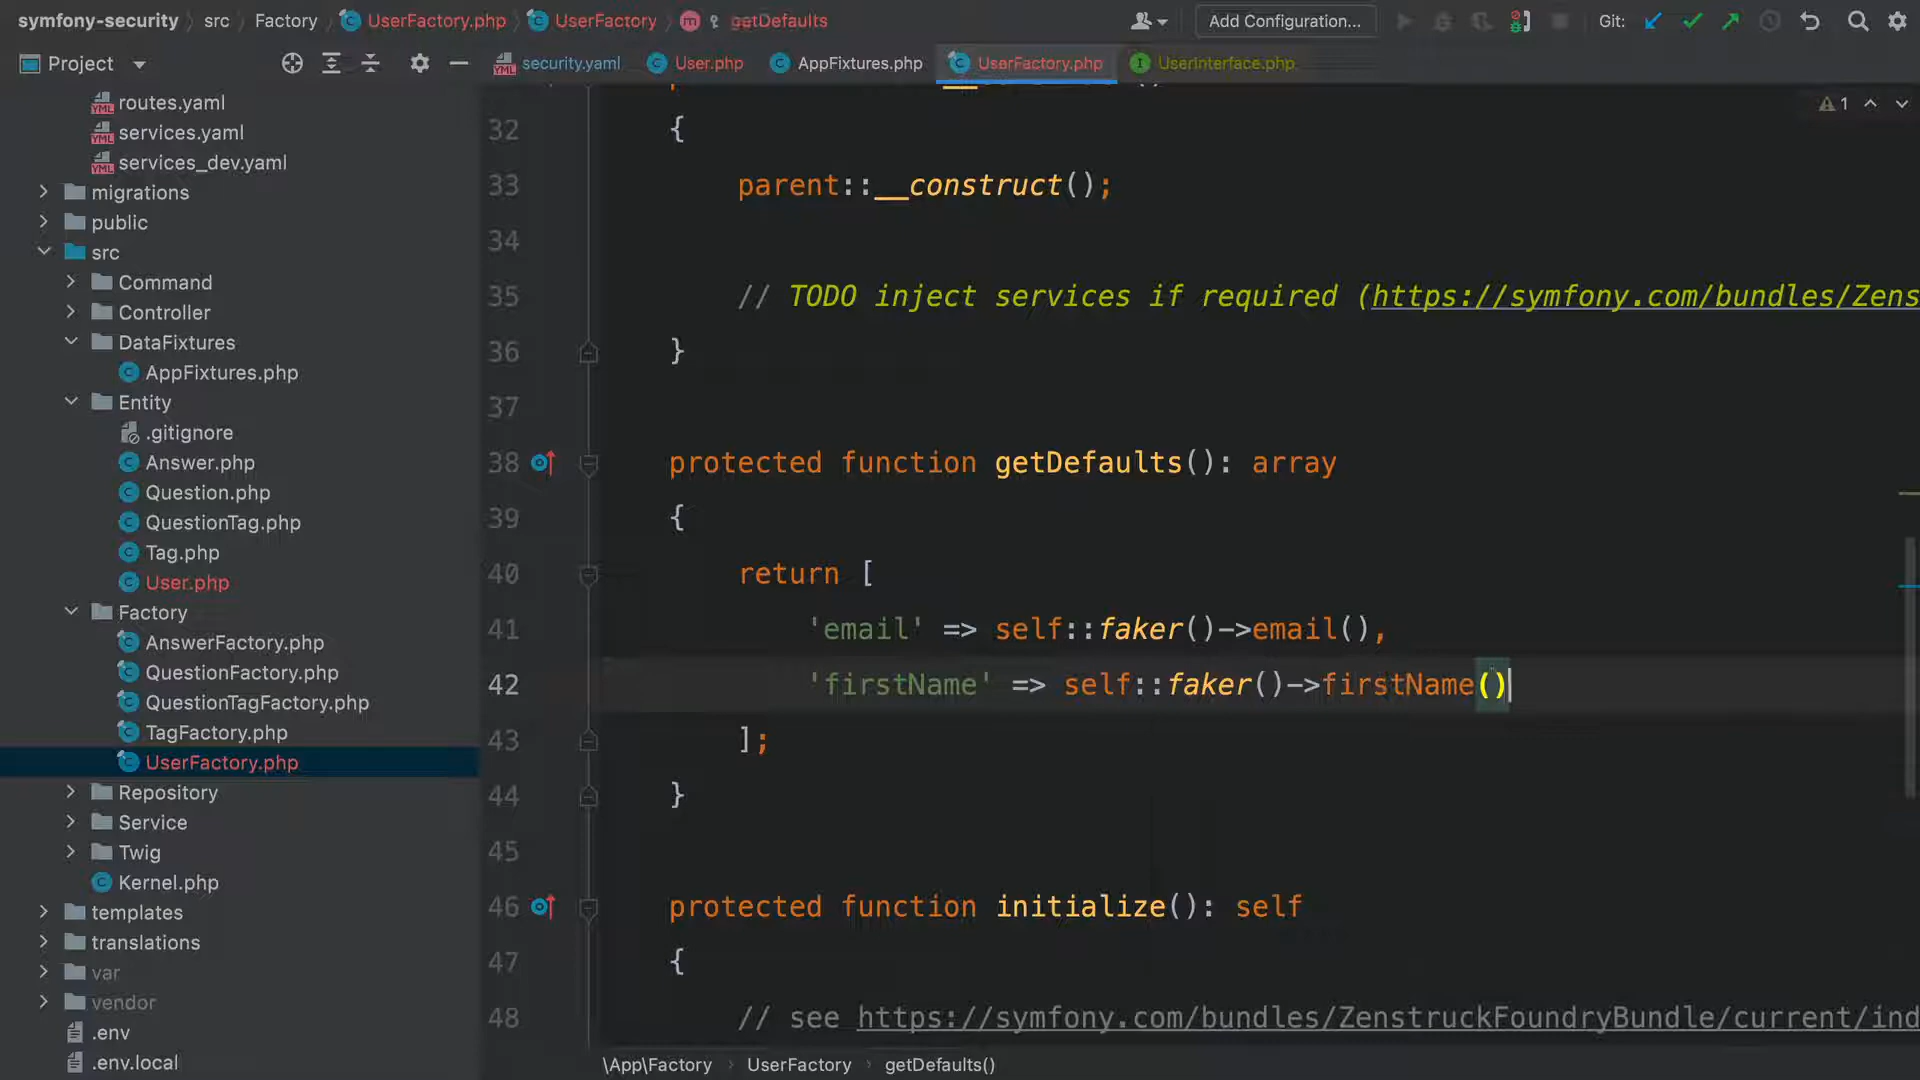 symfony-security › src › Factory › UserFactory.php › UserFactory › m getDefaults
Add Configuration...
Git:
Project
security.yaml
User.php
AppFixtures.php
UserFactory.php
UserInterface.php
routes.yaml
services.yaml
services_dev.yaml
migrations
public
src
Command
Controller
DataFixtures
AppFixtures.php
Entity
.gitignore
Answer.php
Question.php
QuestionTag.php
Tag.php
User.php
Factory
AnswerFactory.php
QuestionFactory.php
QuestionTagFactory.php
TagFactory.php
UserFactory.php
Repository
Service
Twig
Kernel.php
templates
translations
var
vendor
.env
.env.local
1
32 {
33 parent::__construct();
34
35 // TODO inject services if required (https://symfony.com/bundles/Zens
36 }
37
38 protected function getDefaults(): array
39 {
40 return [
41 'email' => self::faker()->email(),
42 'firstName' => self::faker()->firstName()
43 ];
44 }
45
46 protected function initialize(): self
47 {
48 // see https://symfony.com/bundles/ZenstruckFoundryBundle/current/ind
\App\Factory › UserFactory › getDefaults()